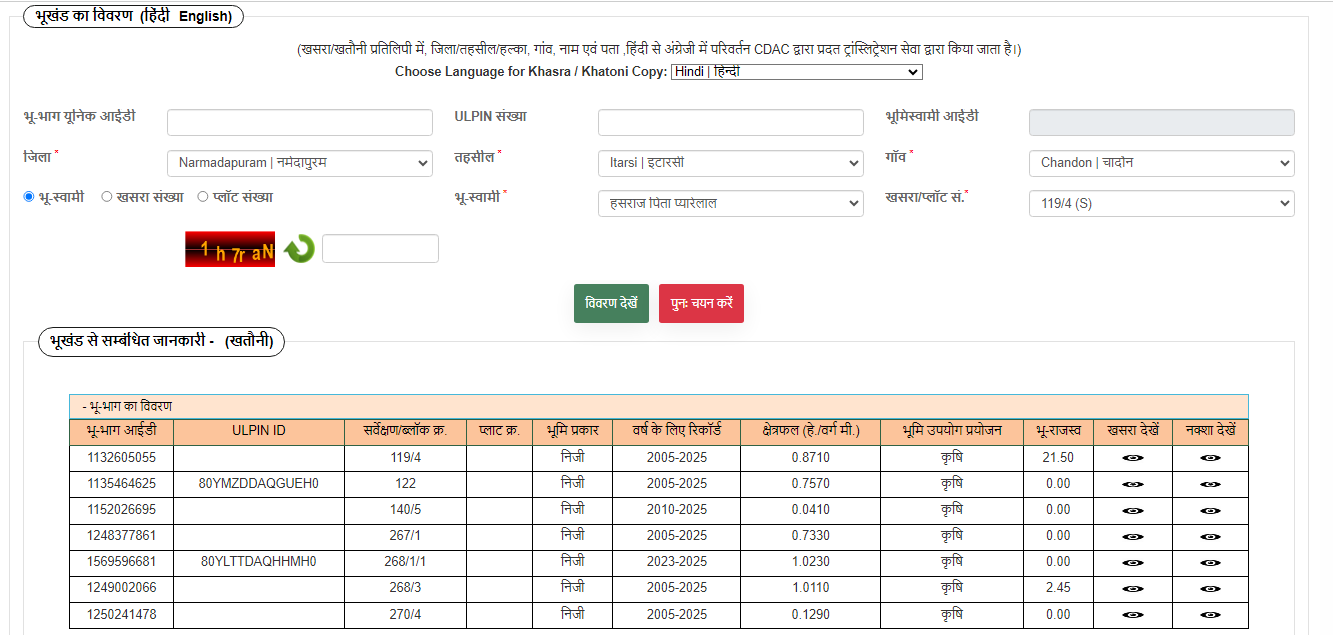 भूखंड का विवरण (हिंदी English)
(खसरा/खतौनी प्रतिलिपी में, जिला/तहसील/हल्का, गांव, नाम एवं पता ,हिंदी से अंग्रेजी में परिवर्तन CDAC द्वारा प्रदत ट्रांस्लिट्रेशन सेवा द्वारा किया जाता है।)
Choose Language for Khasra / Khatoni Copy: Hindi | हिन्दी
भू-भाग यूनिक आईडी ULPIN संख्या भूमिस्वामी आईडी
जिला * Narmadapuram | नर्मदापुरम तहसील * Itarsi | इटारसी गाँव * Chandon | चादोन
भू-स्वामी खसरा संख्या प्लॉट संख्या भू-स्वामी * हसराज पिता प्यारेलाल खसरा/प्लॉट सं.* 119/4 (S)
1 h 7r aN
विवरण देखें पुनः चयन करें
भूखंड से सम्बंधित जानकारी - (खतौनी)
- भू-भाग का विवरण
भू-भाग आईडी ULPIN ID सर्वेक्षण/ब्लॉक क्र. प्लाट क्र. भूमि प्रकार वर्ष के लिए रिकॉर्ड क्षेत्रफल (हे./वर्ग मी.) भूमि उपयोग प्रयोजन भू-राजस्व खसरा देखें नक्शा देखें
1132605055 119/4 निजी 2005-2025 0.8710 कृषि 21.50
1135464625 80YMZDDAQGUEH0 122 निजी 2005-2025 0.7570 कृषि 0.00
1152026695 140/5 निजी 2010-2025 0.0410 कृषि 0.00
1248377861 267/1 निजी 2005-2025 0.7330 कृषि 0.00
1569596681 80YLTTDAQHHMH0 268/1/1 निजी 2023-2025 1.0230 कृषि 0.00
1249002066 268/3 निजी 2005-2025 1.0110 कृषि 2.45
1250241478 270/4 निजी 2005-2025 0.1290 कृषि 0.00